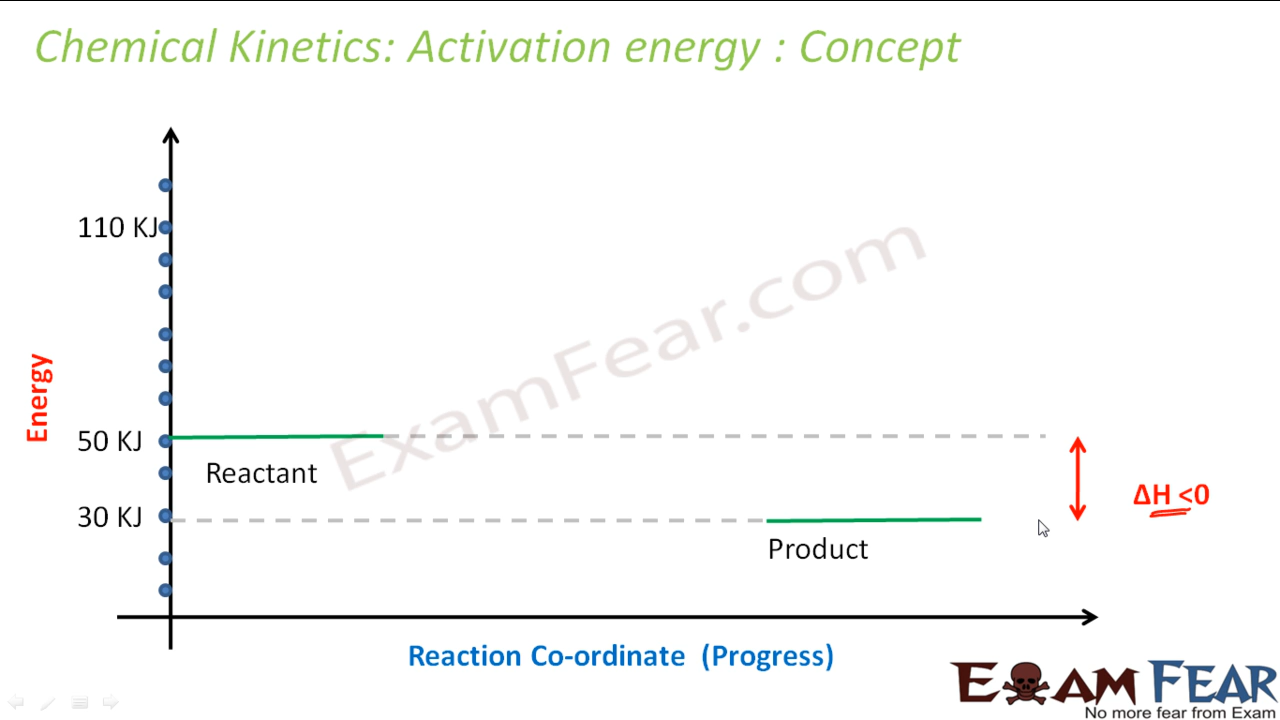 Chemical Kinetics: Activation energy : Concept
110 KJ
ExamFear.com
Energy
50 KJ
Reactant
30 KJ
ΔH <0
Product
Reaction Co-ordinate (Progress)
EXAM FEAR
No more fear from Exam